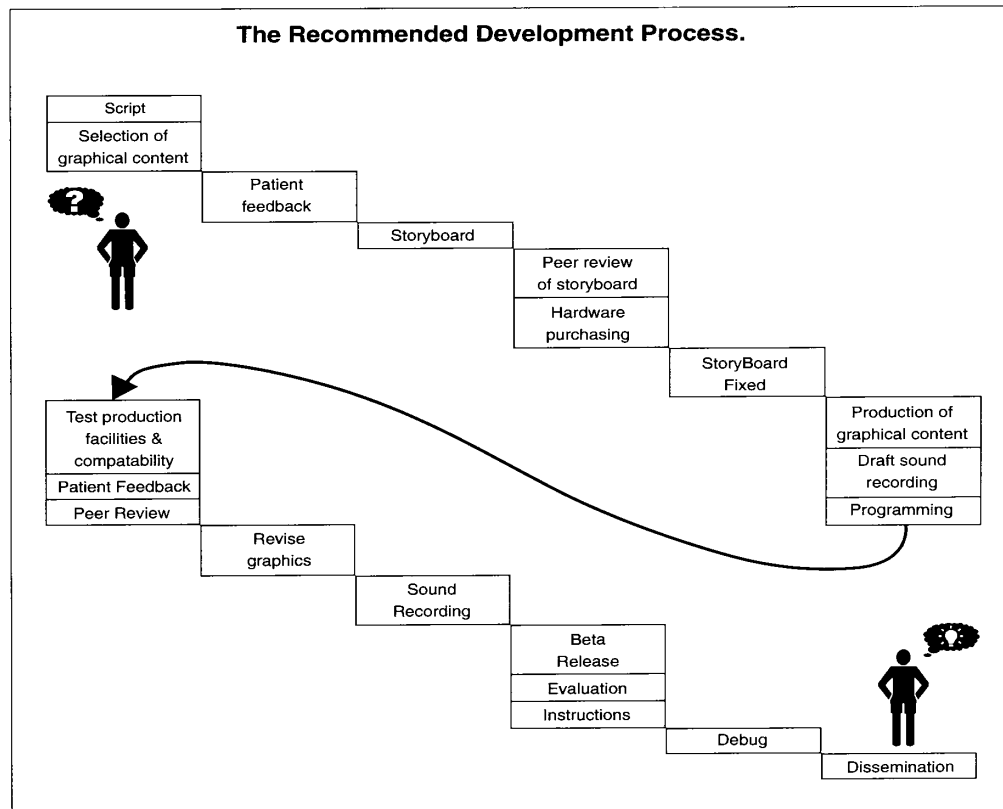 The Recommended Development Process.
Script
Selection of
graphical content
Patient
feedback
Storyboard
Peer review
of storyboard
Hardware
purchasing
StoryBoard
Fixed
Production of
graphical content
Draft sound
recording
Programming
?
Test production
facilities &
compatability
Patient Feedback
Peer Review
Revise
graphics
Sound
Recording
Beta
Release
Evaluation
Instructions
Debug
Dissemination